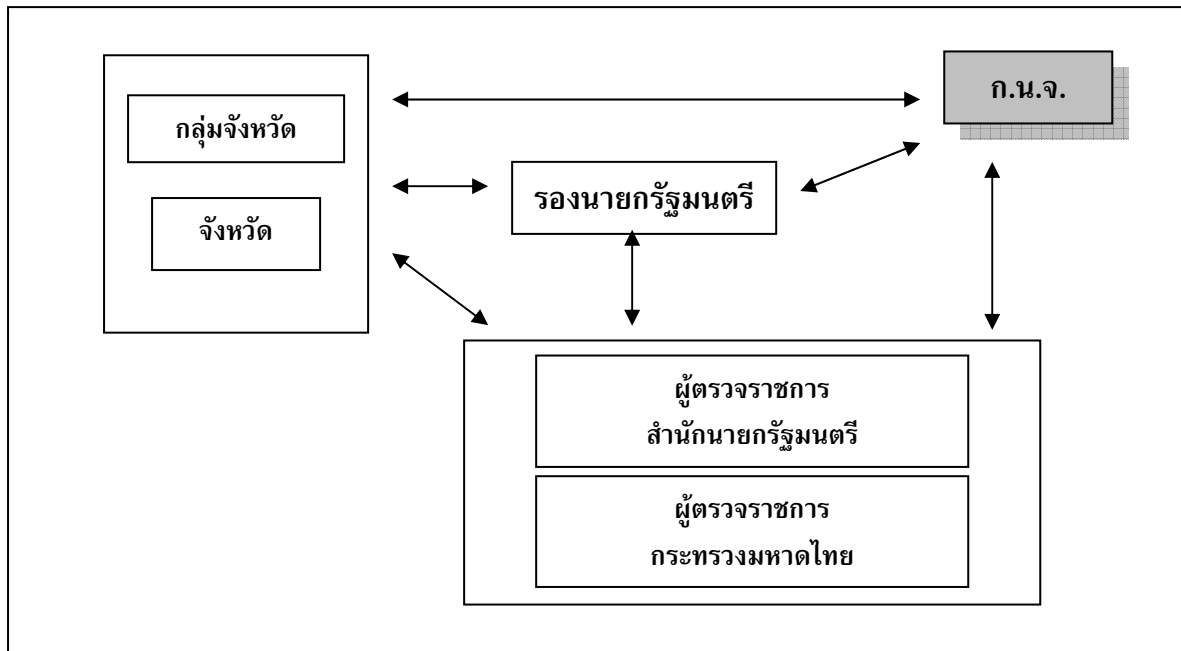 ก.น.จ.
กลุ่มจังหวัด
รองนายกรัฐมนตรี
จังหวัด
ผู้ตรวจราชการ
สำนักนายกรัฐมนตรี
ผู้ตรวจราชการ
กระทรวงมหาดไทย